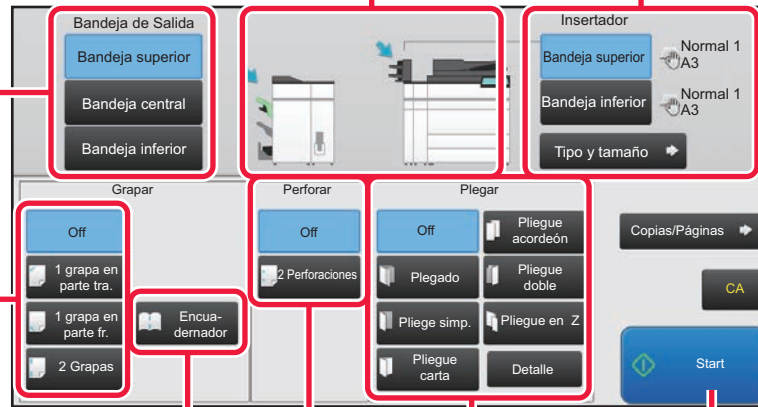 Bandeja de Salida
Bandeja superior
Bandeja central
Bandeja inferior
Insertador
Bandeja superior
Normal 1
A3
Bandeja inferior
Normal 1
A3
Tipo y tamaño
Grapar
Off
1 grapa en
parte tra.
1 grapa en
parte fr.
2 Grapas
Encua-
dernador
Perforar
Off
2 Perforaciones
Plegar
Off
Pliegue
acordeón
Plegado
Pliegue
doble
Pliege simp.
Pliegue en Z
Pliegue
carta
Detalle
Copias/Páginas
CA
Start